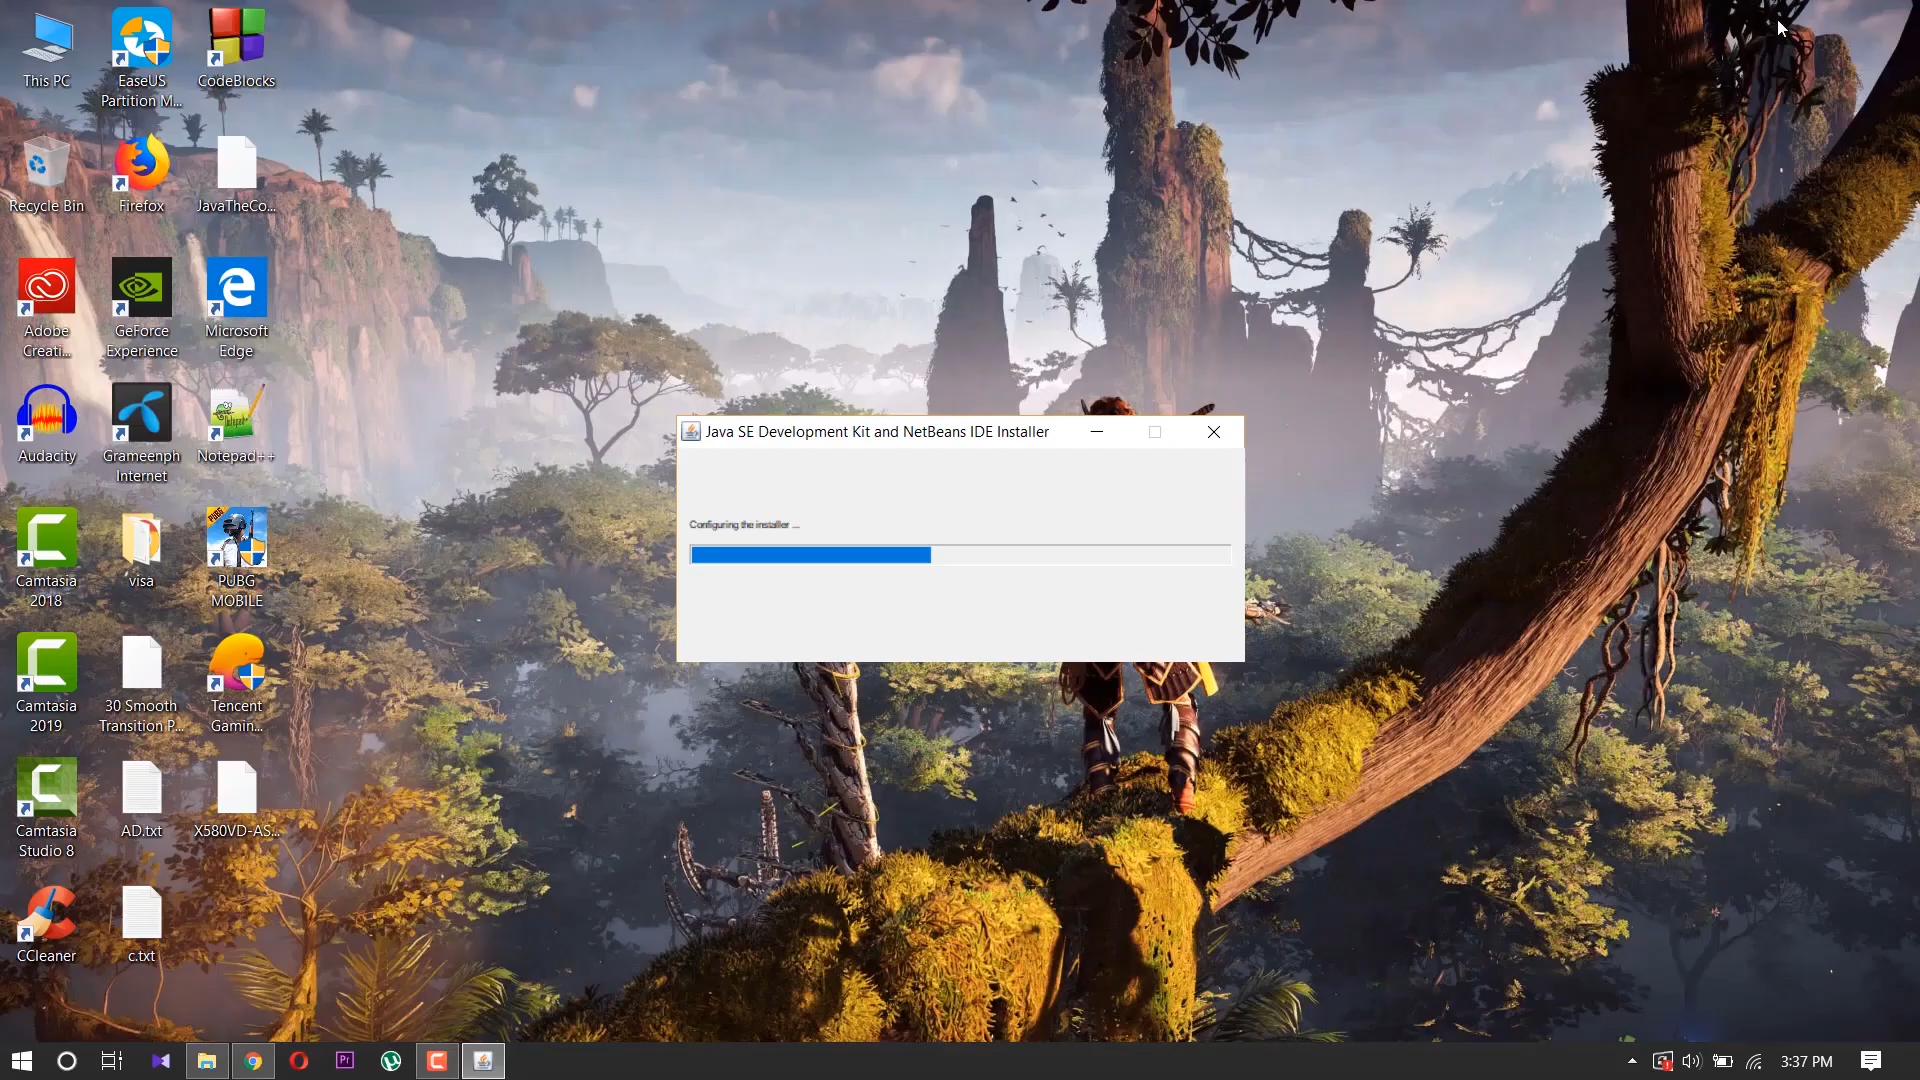 This PC
EaseUS
Partition M...
CodeBlocks
Recycle Bin
Firefox
JavaTheCo...
Adobe
Creati...
GeForce
Experience
Microsoft
Edge
Audacity
Grameenph
Internet
Notepad++
Camtasia
2018
visa
PUBG
MOBILE
Camtasia
2019
30 Smooth
Transition P...
Tencent
Gamin...
Camtasia
Studio 8
AD.txt
X580VD-AS...
CCleaner
c.txt
Java SE Development Kit and NetBeans IDE Installer
Configuring the installer ...
Pr
3:37 PM